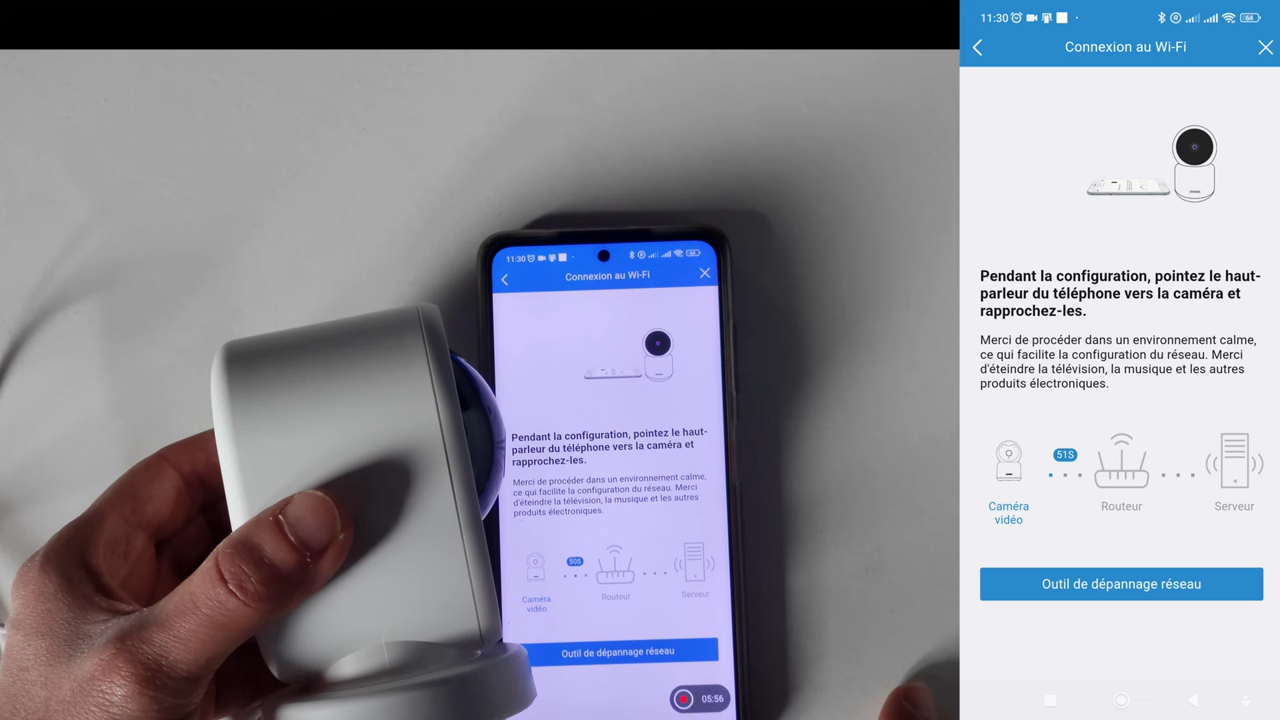 11:30
Connexion au Wi-Fi
Pendant la configuration, pointez le haut-
parleur du téléphone vers la caméra et
rapprochez-les.
Merci de procéder dans un environnement calme,
ce qui facilite la configuration du réseau. Merci
d'éteindre la télévision, la musique et les autres
produits électroniques.
50S
Caméra
vidéo
Routeur
Serveur
Outil de dépannage réseau
05:56
11:30
64
Connexion au Wi-Fi
Pendant la configuration, pointez le haut-
parleur du téléphone vers la caméra et
rapprochez-les.
Merci de procéder dans un environnement calme,
ce qui facilite la configuration du réseau. Merci
d'éteindre la télévision, la musique et les autres
produits électroniques.
51S
Caméra
vidéo
Routeur
Serveur
Outil de dépannage réseau